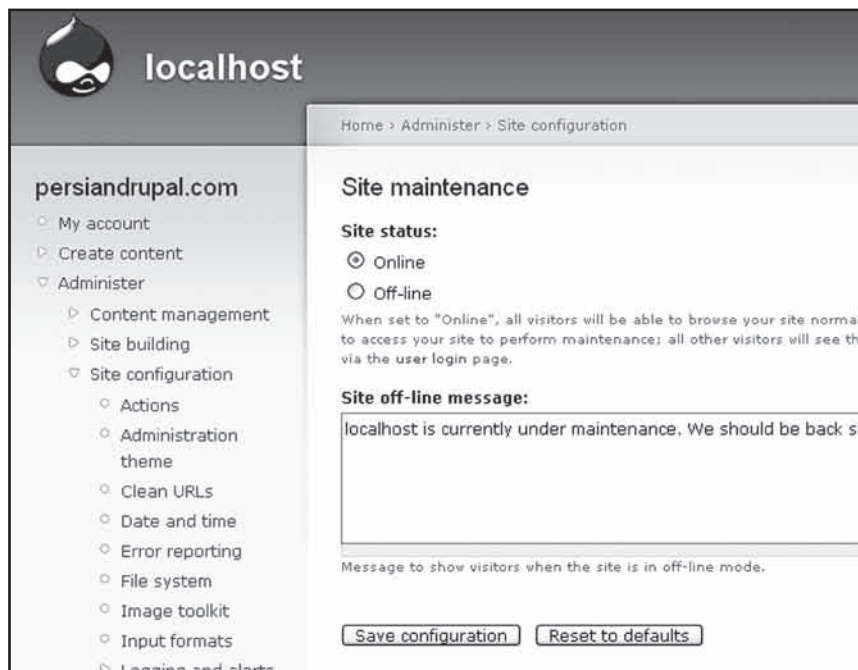 localhost
Home > Administer > Site configuration
persiandrupal.com
My account
Create content
Administer
Content management
Site building
Site configuration
Actions
Administration
theme
Clean URLs
Date and time
Error reporting
File system
Image toolkit
Input formats
Logging and alerts
Site maintenance
Site status:
Online
Off-line
When set to "Online", all visitors will be able to browse your site
to access your site to perform maintenance; all other visitors will see
via the user login page.
Site off-line message:
localhost is currently under maintenance. We should be back
Message to show visitors when the site is in off-line mode.
Save configuration
Reset to defaults